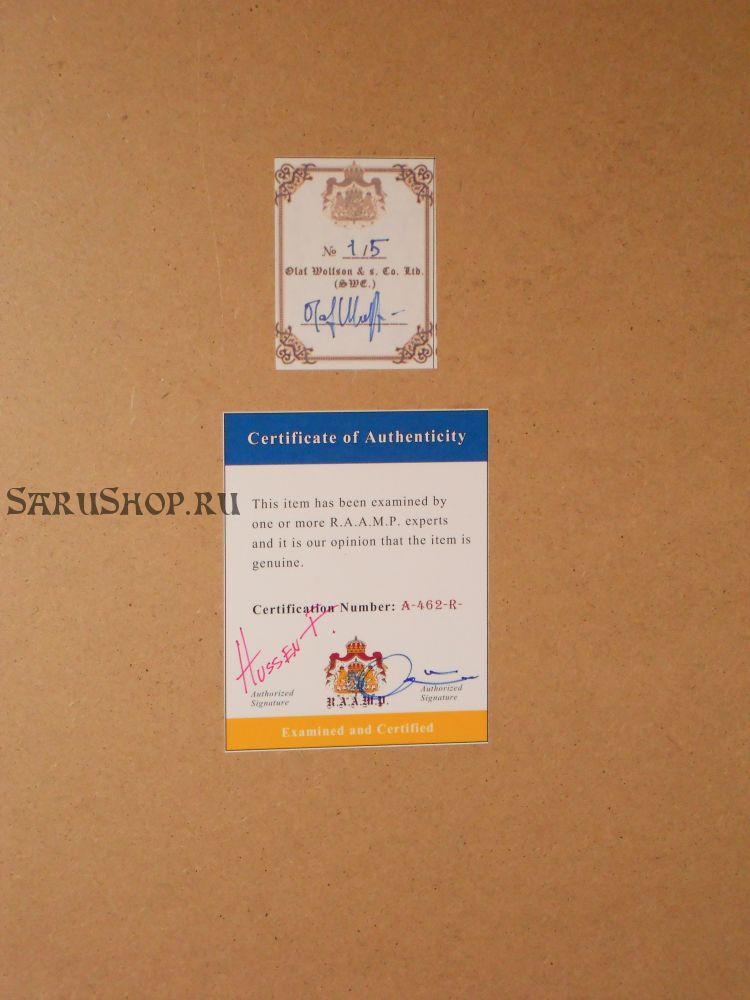 № 1/5
Olaf Wolfson & s. Co. Ltd.
(SWE.)
Certificate of Authenticity
SARUSHOP.RU
This item has been examined by
one or more R.A.A.M.P. experts
and it is our opinion that the item is
genuine.
Certification Number: A-462-R-
HUSSEN T.
Authorized
Signature
R.A.A.M.P.
Authorized
Signature
Examined and Certified